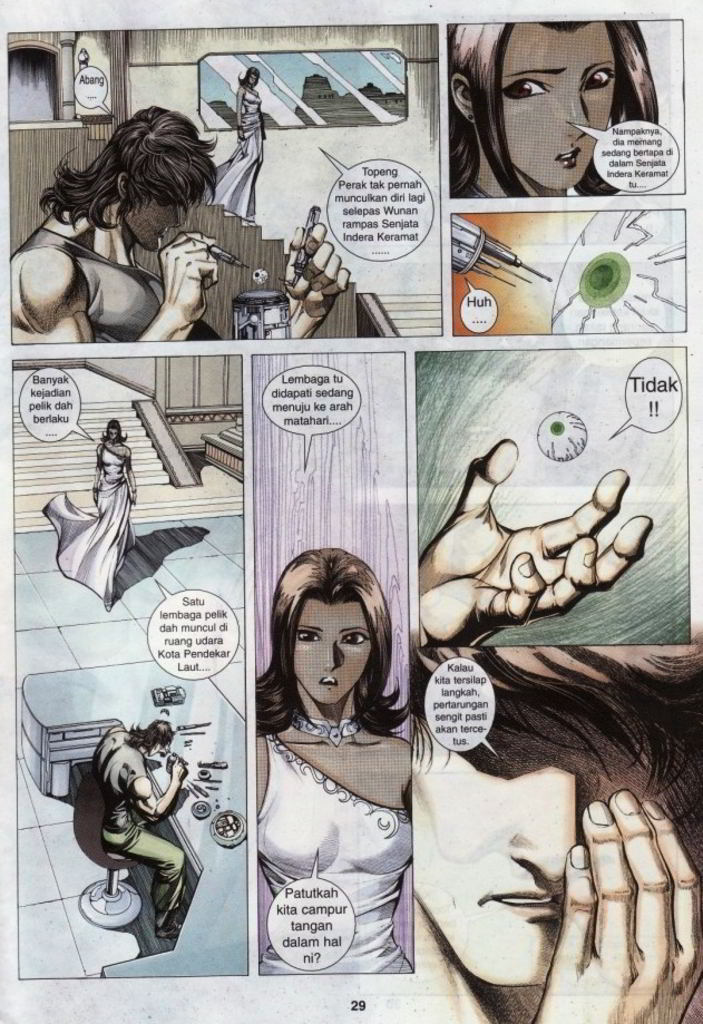 Abang
....
Topeng
Perak tak pernah
munculkan diri lagi
selepas Wunan
rampas Senjata
Indera Keramat
......
Nampaknya,
dia memang
sedang bertapa di
dalam Senjata
Indera Keramat
tu....
Huh
....
Banyak
kejadian
pelik dah
berlaku
....
Satu
lembaga pelik
dah muncul di
ruang udara
Kota Pendekar
Laut....
Lembaga tu
didapati sedang
menuju ke arah
matahari....
Patutkah
kita campur
tangan
dalam hal
ni?
Tidak
!!
Kalau
kita tersilap
langkah,
pertarungan
sengit pasti
akan terce-
tus.
29